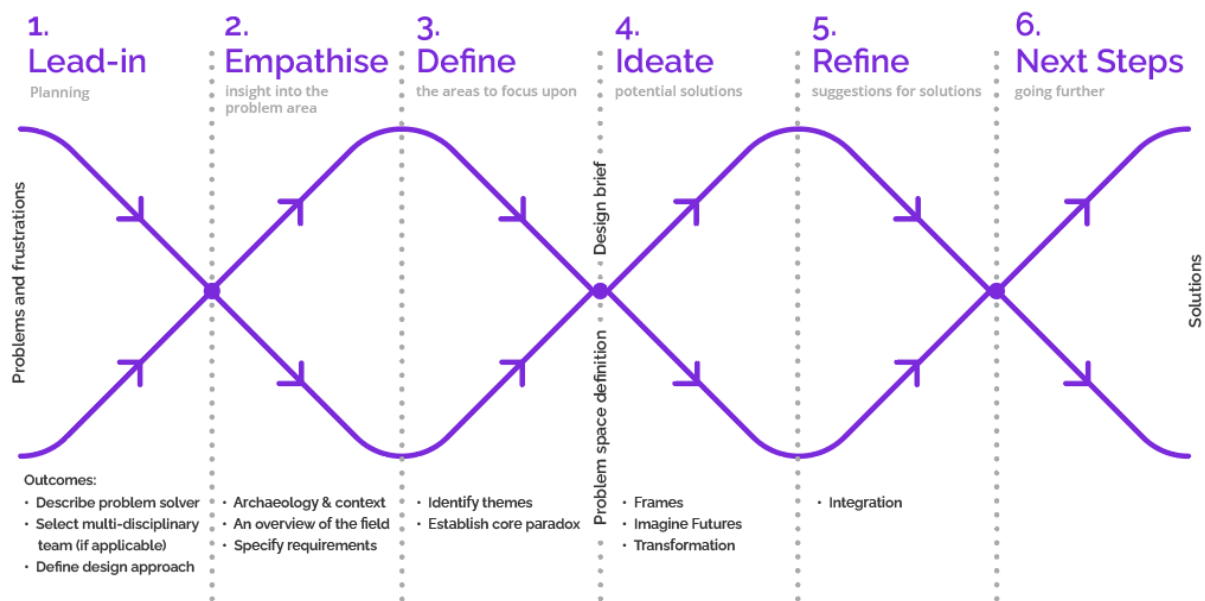 1.
Lead-in
Planning
2.
Empathise
insight into the
problem area
3.
Define
the areas to focus upon
4.
Ideate
potential solutions
5.
Refine
suggestions for solutions
6.
Next Steps
going further
Problems and frustrations
Design brief
Problem space definition
Solutions
Outcomes:
• Describe problem solver
• Select multi-disciplinary
team (if applicable)
• Define design approach
• Archaeology & context
• An overview of the field
• Specify requirements
• Identify themes
• Establish core paradox
• Frames
• Imagine Futures
• Transformation
• Integration